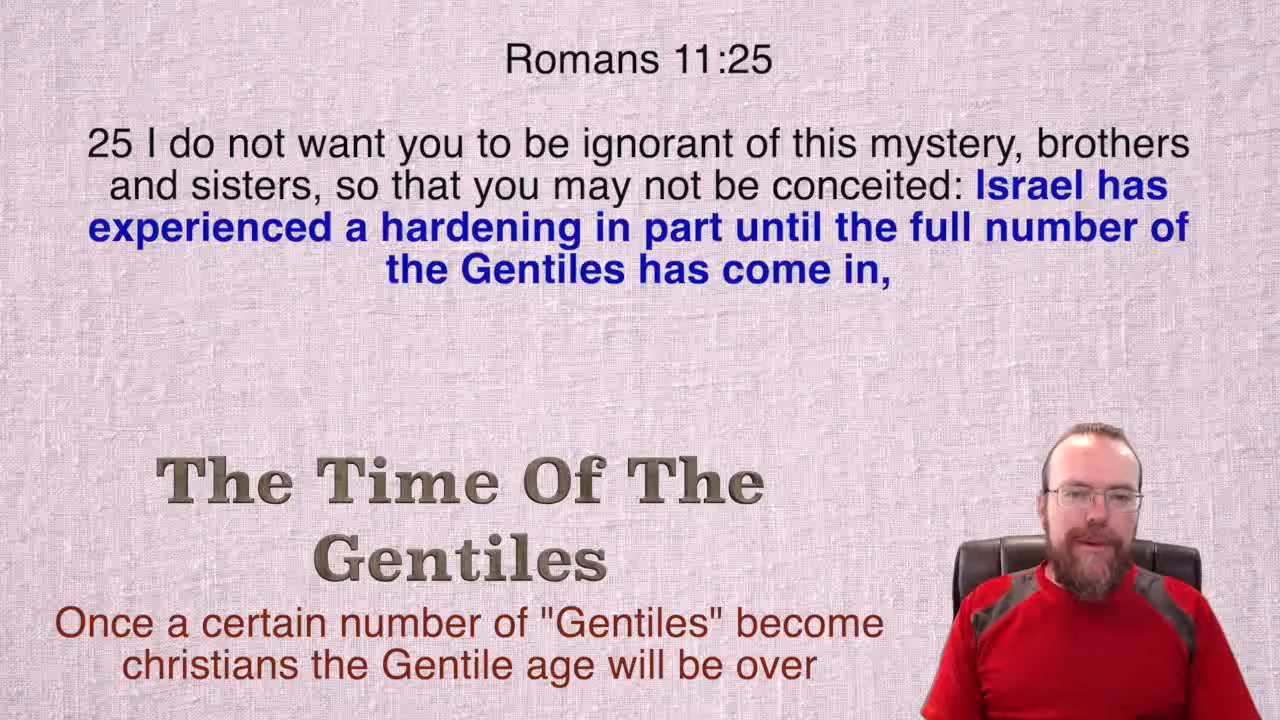 Romans 11:25
25 I do not want you to be ignorant of this mystery, brothers
and sisters, so that you may not be conceited: Israel has
experienced a hardening in part until the full number of
the Gentiles has come in,
The Time Of The
Gentiles
Once a certain number of "Gentiles" become
christians the Gentile age will be over